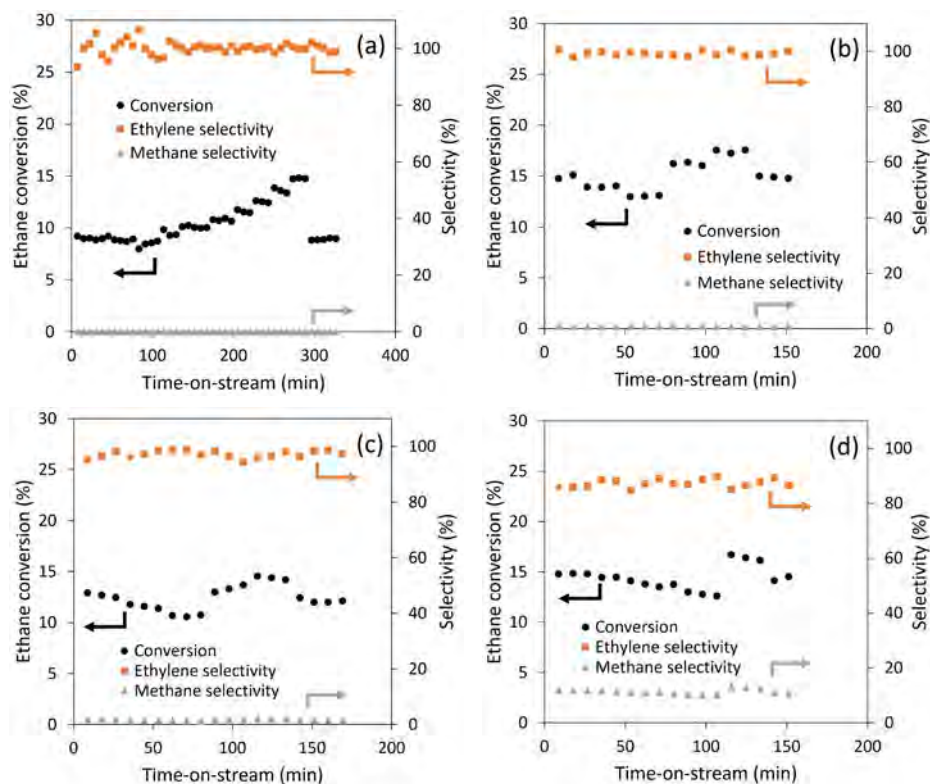 (a)
30
25
20
15
10
5
0
Ethane conversion (%)
100
80
60
40
20
0
Selectivity (%)
Conversion
Ethylene selectivity
Methane selectivity
0 100 200 300 400
Time-on-stream (min)
(b)
30
25
20
15
10
5
0
Ethane conversion (%)
100
80
60
40
20
0
Selectivity (%)
Conversion
Ethylene selectivity
Methane selectivity
0 50 100 150 200
Time-on-stream (min)
(c)
30
25
20
15
10
5
0
Ethane conversion (%)
100
80
60
40
20
0
Selectivity (%)
Conversion
Ethylene selectivity
Methane selectivity
0 50 100 150 200
Time-on-stream (min)
(d)
30
25
20
15
10
5
0
Ethane conversion (%)
100
80
60
40
20
0
Selectivity (%)
Conversion
Ethylene selectivity
Methane selectivity
0 50 100 150 200
Time-on-stream (min)